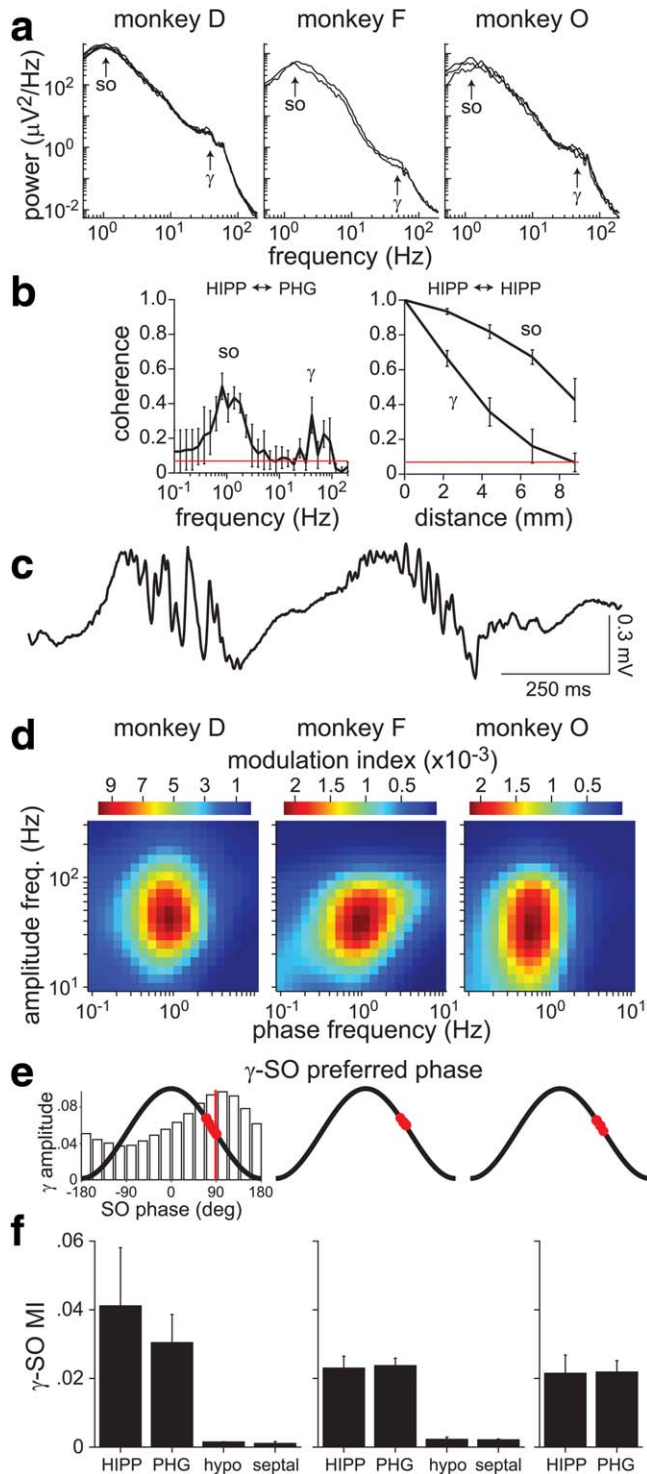 a
monkey D monkey F monkey O
power (μV²/Hz)
10² 10⁰ 10⁻²
so so so
γ γ γ
10⁰ 10¹ 10² 10⁰ 10¹ 10² 10⁰ 10¹ 10²
frequency (Hz)
b
HIPP ↔ PHG HIPP ↔ HIPP
coherence
1.0 0.8 0.6 0.4 0.2 0
so γ
10⁻¹ 10⁰ 10¹ 10²
frequency (Hz)
1.0 0.8 0.6 0.4 0.2 0
so
γ
0 2 4 6 8
distance (mm)
c
0.3 mV
250 ms
d
monkey D monkey F monkey O
modulation index (x10⁻³)
9 7 5 3 1 2 1.5 1 0.5 2 1.5 1 0.5
amplitude freq. (Hz)
10² 10¹
10⁻¹ 10⁰ 10¹ 10⁻¹ 10⁰ 10¹ 10⁻¹ 10⁰ 10¹
phase frequency (Hz)
e
γ-SO preferred phase
γ amplitude
.08 .04 0
-180 -90 0 90 180
SO phase (deg)
f
γ-SO MI
.06 .04 .02 0
HIPP PHG hypo septal HIPP PHG hypo septal HIPP PHG